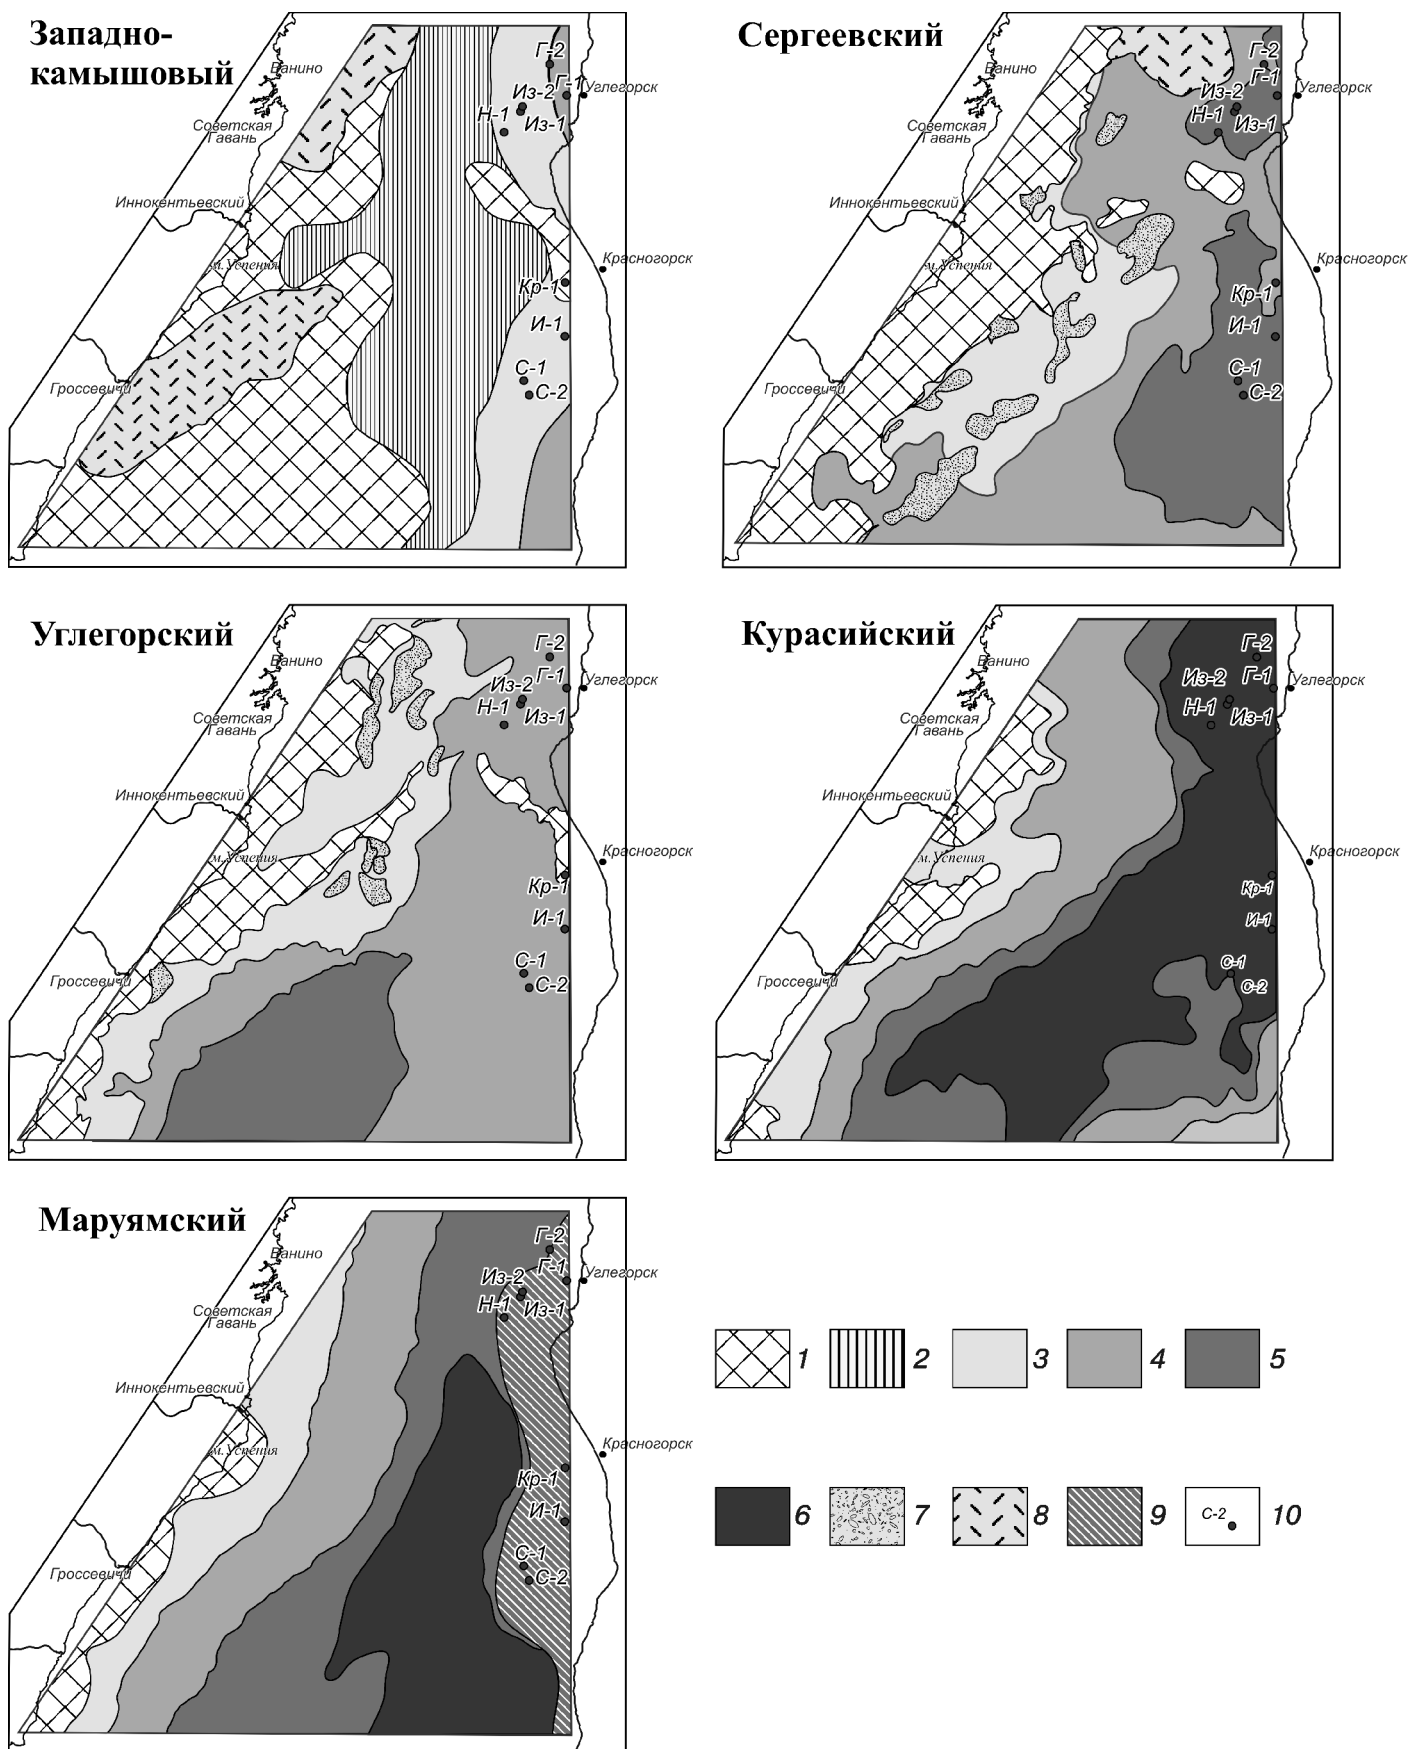 Западно-
камышовый
Ванино
Советская
Гавань
Иннокентьевский
м.Успения
Гроссевичи
Г-2
Г-1
Углегорск
Из-2
Н-1
Из-1
Красногорск
Кр-1
И-1
С-1
С-2
Сергеевский
Ванино
Советская
Гавань
Иннокентьевский
м.Успения
Гроссевичи
Г-2
Г-1
Углегорск
Из-2
Н-1
Из-1
Красногорск
Кр-1
И-1
С-1
С-2
Углегорский
Ванино
Советская
Гавань
Иннокентьевский
м.Успения
Гроссевичи
Г-2
Г-1
Углегорск
Из-2
Н-1
Из-1
Красногорск
Кр-1
И-1
С-1
С-2
Курасийский
Ванино
Советская
Гавань
Иннокентьевский
м.Успения
Гроссевичи
Г-2
Г-1
Углегорск
Из-2
Н-1
Из-1
Красногорск
Кр-1
И-1
С-1
С-2
Маруямский
Ванино
Советская
Гавань
Иннокентьевский
м.Успения
Гроссевичи
Г-2
Г-1
Углегорск
Из-2
Н-1
Из-1
Красногорск
Кр-1
И-1
С-1
С-2
1 2 3 4 5
6 7 8 9 С-2 10